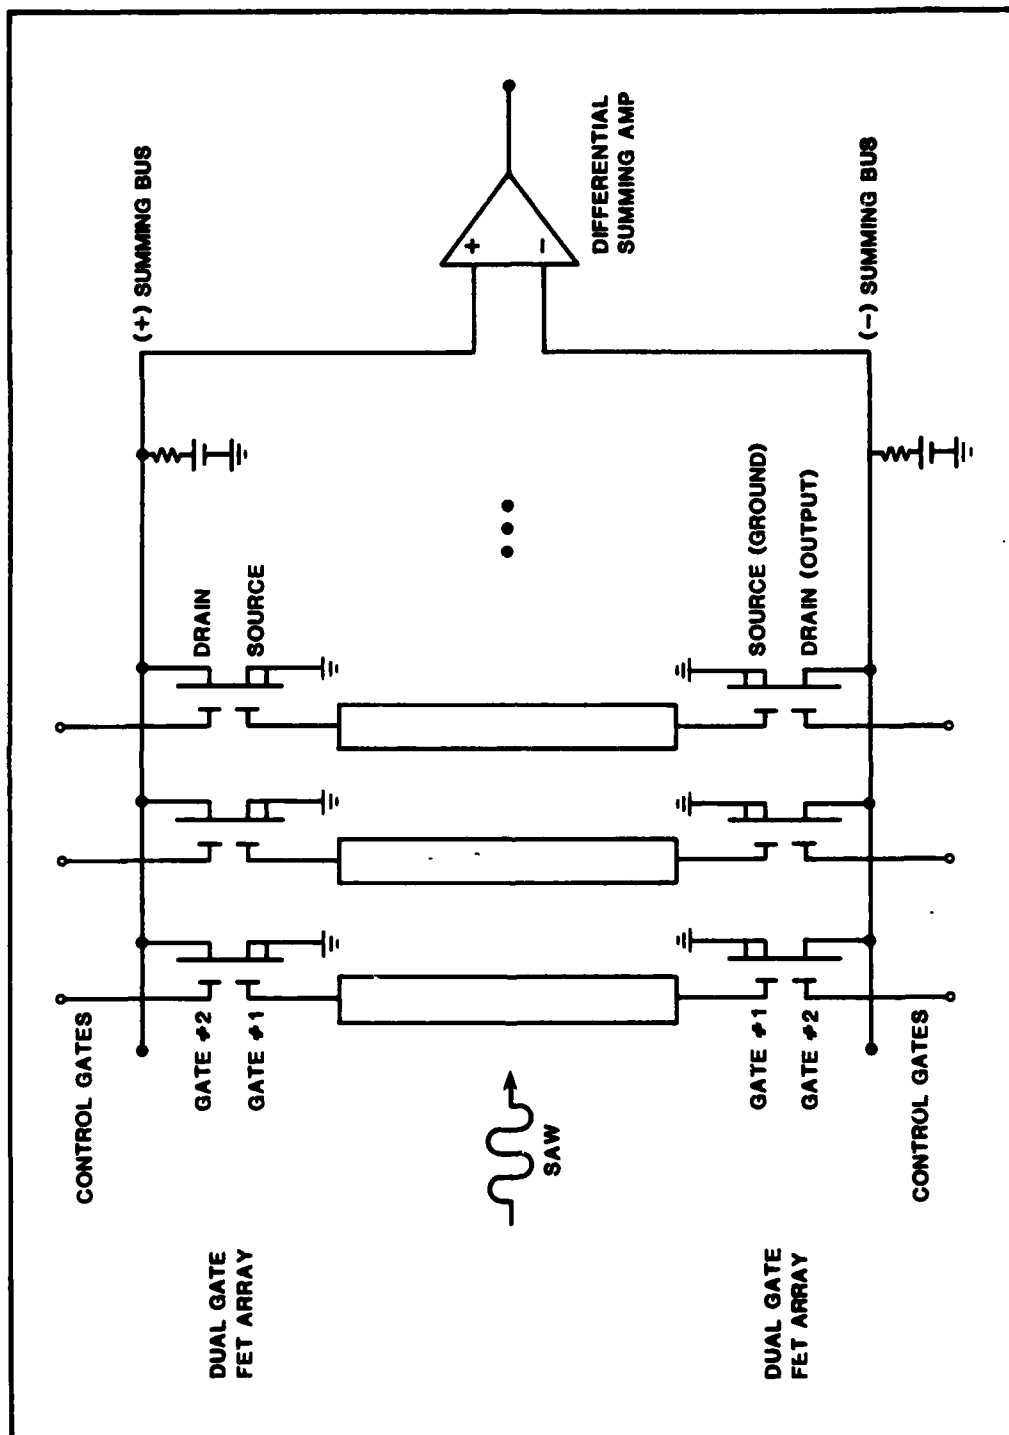 CONTROL GATES
(+) SUMMING BUS
DUAL GATE
FET ARRAY
GATE #2
GATE #1
DRAIN
SOURCE
SAW
+
−
DIFFERENTIAL
SUMMING AMP
DUAL GATE
FET ARRAY
GATE #1
GATE #2
SOURCE (GROUND)
DRAIN (OUTPUT)
(−) SUMMING BUS
CONTROL GATES